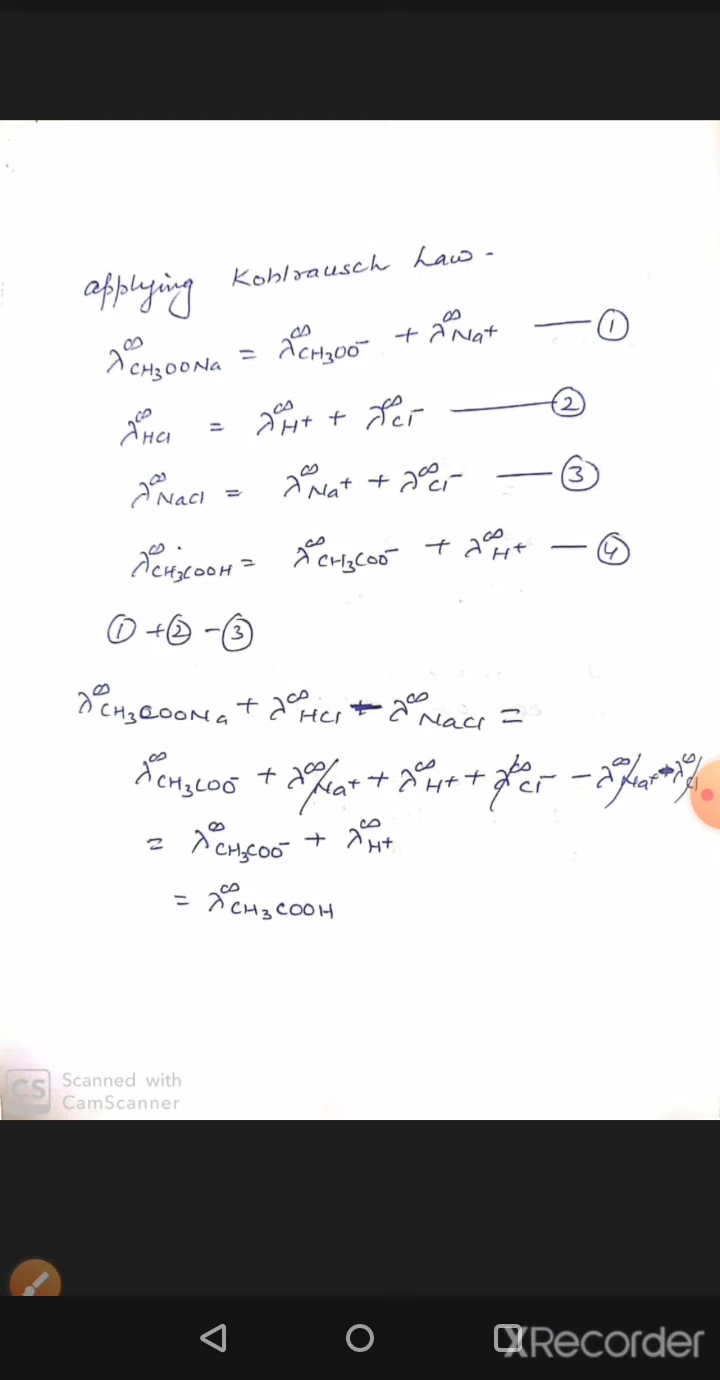 applying Kohlrausch Law -
λ∞CH3OONa = λ∞CH3OO- + λ∞Na+ — ①
λ∞HCl = λ∞H+ + λ∞Cl- — ②
λ∞NaCl = λ∞Na+ + λ∞Cl- — ③
λ∞CH3COOH = λ∞CH3COO- + λ∞H+ — ④
① + ② - ③
λ∞CH3COONa + λ∞HCl - λ∞NaCl =
λ∞CH3COO- + λ∞Na+ + λ∞H+ + λ∞Cl- - λ∞Na+ - λ∞Cl
= λ∞CH3COO- + λ∞H+
= λ∞CH3COOH
CS Scanned with
CamScanner
XRecorder